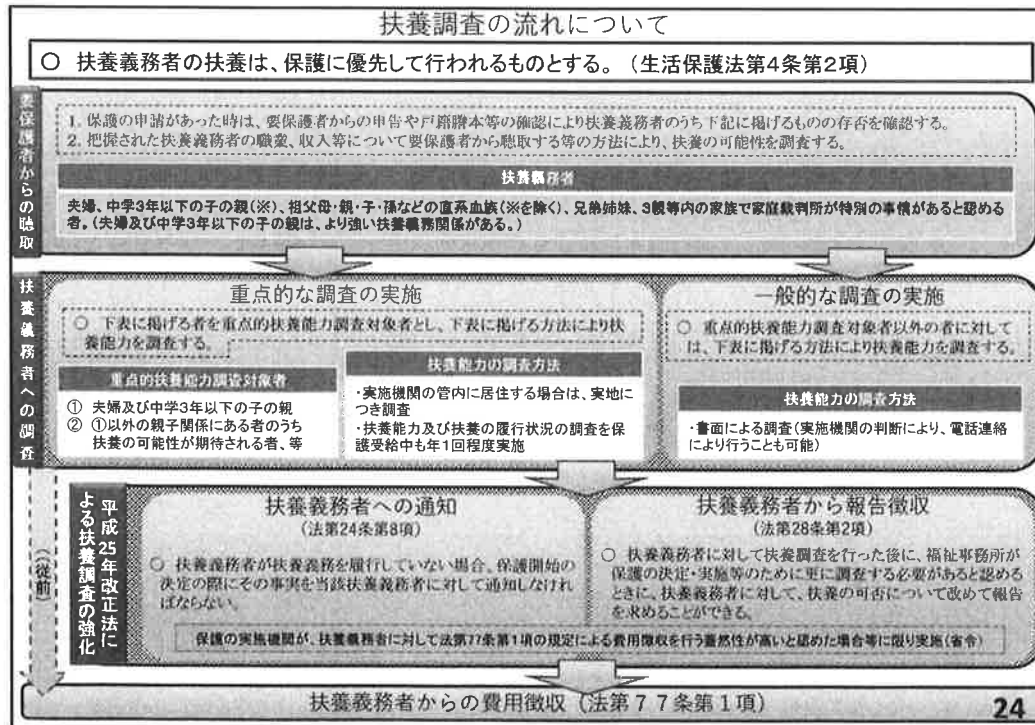 扶養調査の流れについて
○ 扶養義務者の扶養は、保護に優先して行われるものとする。（生活保護法第4条第2項）
要保護者からの聴取
1. 保護の申請があった時は、要保護者からの申告や戸籍謄本等の確認により扶養義務者のうち下記に掲げるものの存否を確認する。
2. 把握された扶養義務者の職業、収入等について要保護者から聴取する等の方法により、扶養の可能性を調査する。
扶養義務者
夫婦、中学3年以下の子の親(※)、祖父母・親・子・孫などの直系血族(※を除く)、兄弟姉妹、3親等内の家族で家庭裁判所が特別の事情があると認める
者。(夫婦及び中学3年以下の子の親は、より強い扶養義務関係がある。)
扶養義務者への調査
重点的な調査の実施
○ 下表に掲げる者を重点的扶養能力調査対象者とし、下表に掲げる方法により扶
養能力を調査する。
重点的扶養能力調査対象者
① 夫婦及び中学3年以下の子の親
② ①以外の親子関係にある者のうち
扶養の可能性が期待される者、等
扶養能力の調査方法
・実施機関の管内に居住する場合は、実地に
つき調査
・扶養能力及び扶養の履行状況の調査を保
護受給中も年1回程度実施
一般的な調査の実施
○ 重点的扶養能力調査対象者以外の者に対して
は、下表に掲げる方法により扶養能力を調査する。
扶養能力の調査方法
・書面による調査(実施機関の判断により、電話連絡
により行うことも可能)
(従前)
平成25年改正法に
よる扶養調査の強化
扶養義務者への通知
(法第24条第8項)
○ 扶養義務者が扶養義務を履行していない場合、保護開始の
決定の際にその事実を当該扶養義務者に対して通知しなけれ
ばならない。
扶養義務者から報告徴収
(法第28条第2項)
○ 扶養義務者に対して扶養調査を行った後に、福祉事務所が
保護の決定・実施等のために更に調査する必要があると認める
ときに、扶養義務者に対して、扶養の可否について改めて報告
を求めることができる。
保護の実施機関が、扶養義務者に対して法第77条第1項の規定による費用徴収を行う蓋然性が高いと認めた場合等に限り実施(省令)
扶養義務者からの費用徴収（法第７７条第１項）
24